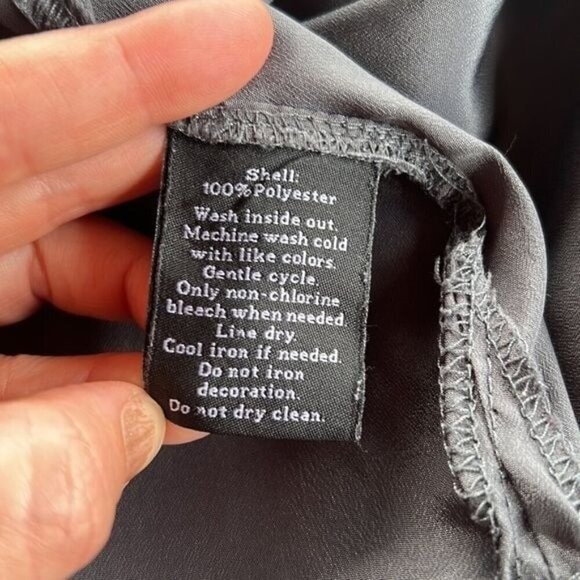 Shell:
100% Polyester
Wash inside out.
Machine wash cold
with like colors.
Gentle cycle.
Only non-chlorine
bleach when needed.
Line dry.
Cool iron if needed.
Do not iron
decoration.
Do not dry clean.